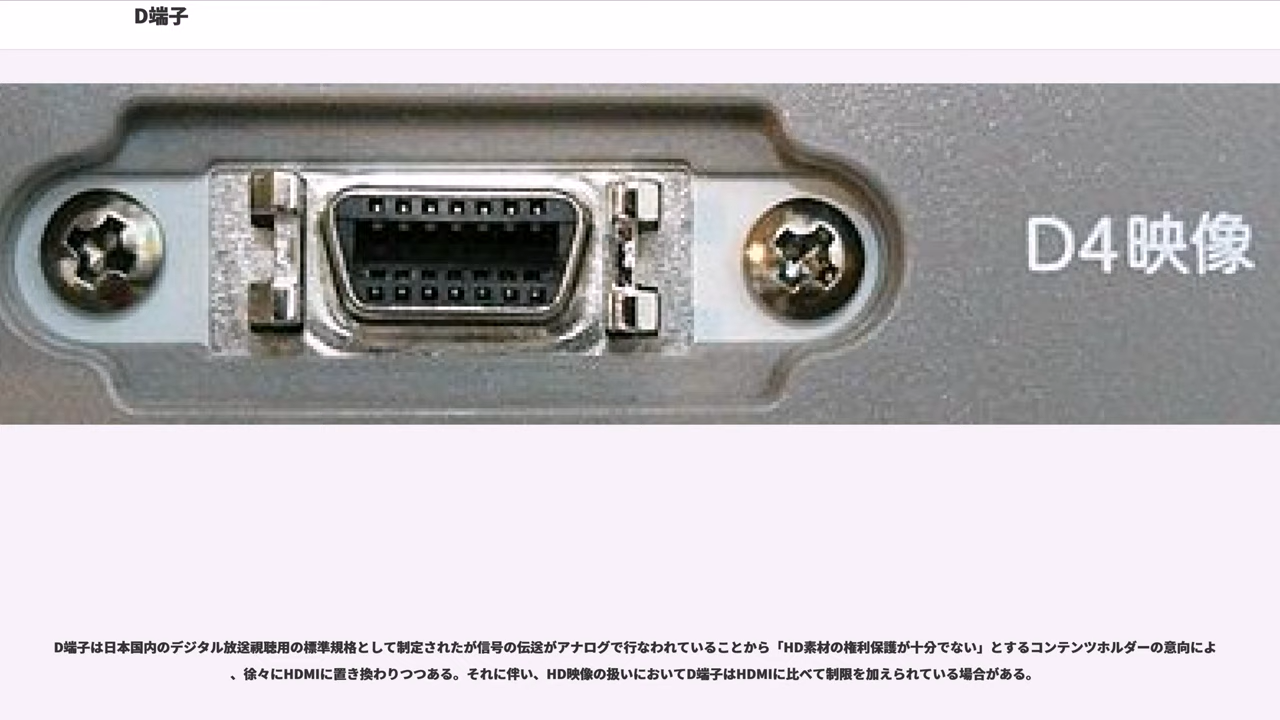 D端子
D4映像
D端子は日本国内のデジタル放送視聴用の標準規格として制定されたが信号の伝送がアナログで行なわれていることから「HD素材の権利保護が十分でない」とするコンテンツホルダーの意向によ
、徐々にHDMIに置き換わりつつある。それに伴い、HD映像の扱いにおいてD端子はHDMIに比べて制限を加えられている場合がある。